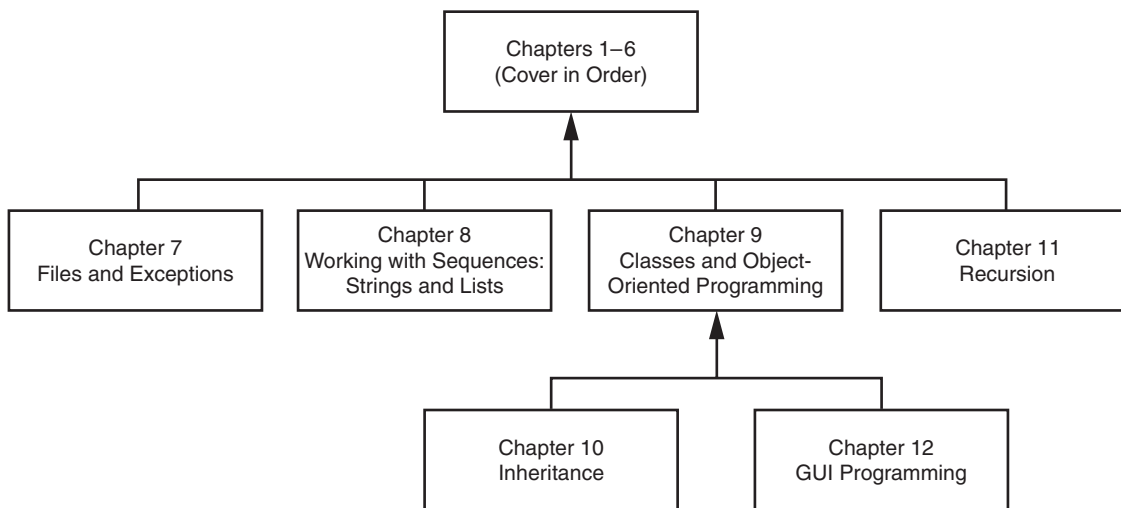 Chapters 1–6
(Cover in Order)
Chapter 7
Files and Exceptions
Chapter 8
Working with Sequences:
Strings and Lists
Chapter 9
Classes and Object-
Oriented Programming
Chapter 11
Recursion
Chapter 10
Inheritance
Chapter 12
GUI Programming